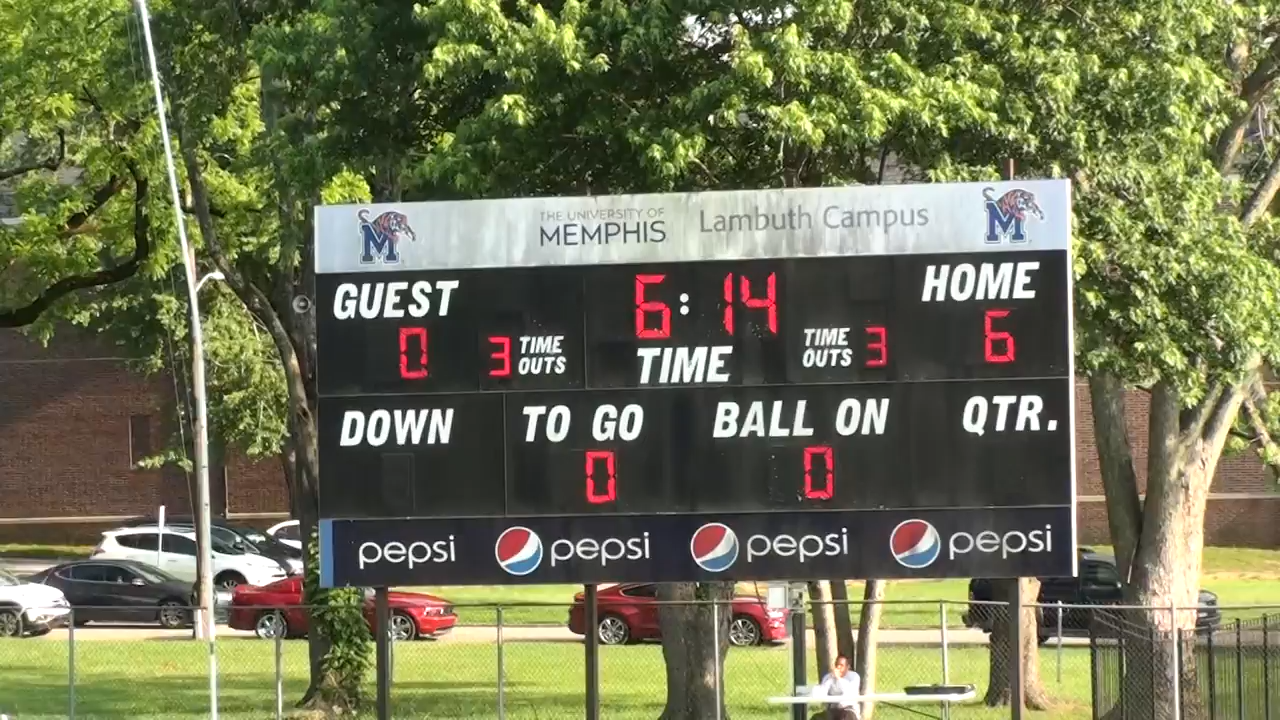 M THE UNIVERSITY OF Lambuth Campus M
MEMPHIS
GUEST 6:14 HOME
0 3 TIME OUTS TIME TIME OUTS 3 6
DOWN TO GO BALL ON QTR.
0 0
pepsi pepsi pepsi pepsi